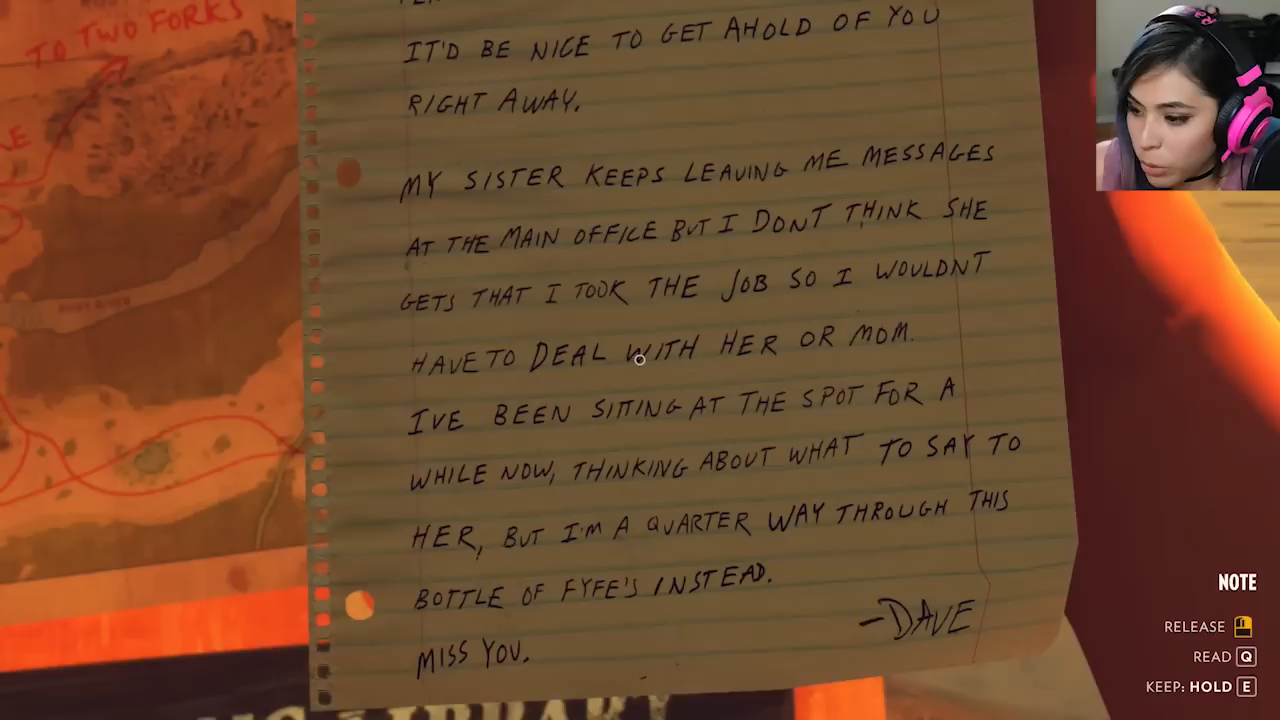 TO TWO FORKS
IT'D BE NICE TO GET AHOLD OF YOU
RIGHT AWAY.
MY SISTER KEEPS LEAVING ME MESSAGES
AT THE MAIN OFFICE BUT I DONT THINK SHE
GETS THAT I TOOK THE JOB SO I WOULDNT
HAVE TO DEAL WITH HER OR MOM.
I'VE BEEN SITTING AT THE SPOT FOR A
WHILE NOW, THINKING ABOUT WHAT TO SAY TO
HER, BUT I'M A QUARTER WAY THROUGH THIS
BOTTLE OF FYFE'S INSTEAD.
MISS YOU.
-DAVE
NOTE
RELEASE
READ Q
KEEP: HOLD E